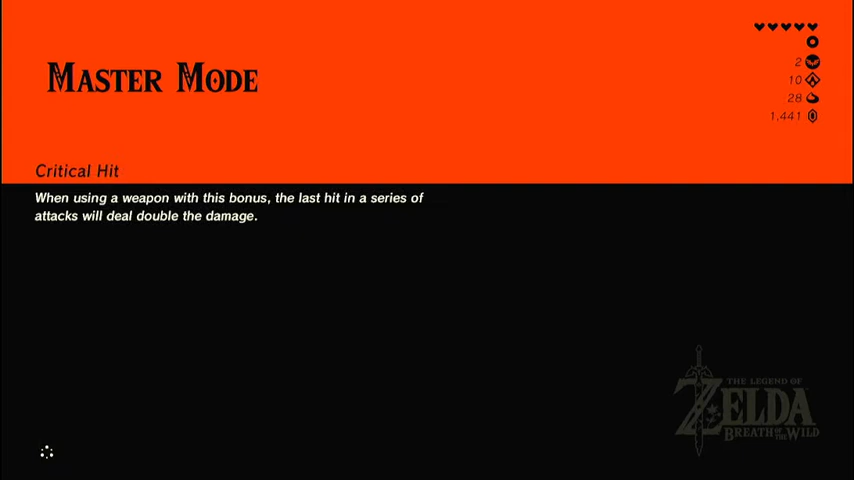 MASTER MODE
2
10
28
1,441
Critical Hit
When using a weapon with this bonus, the last hit in a series of
attacks will deal double the damage.
THE LEGEND OF
ZELDA
BREATH OF THE WILD